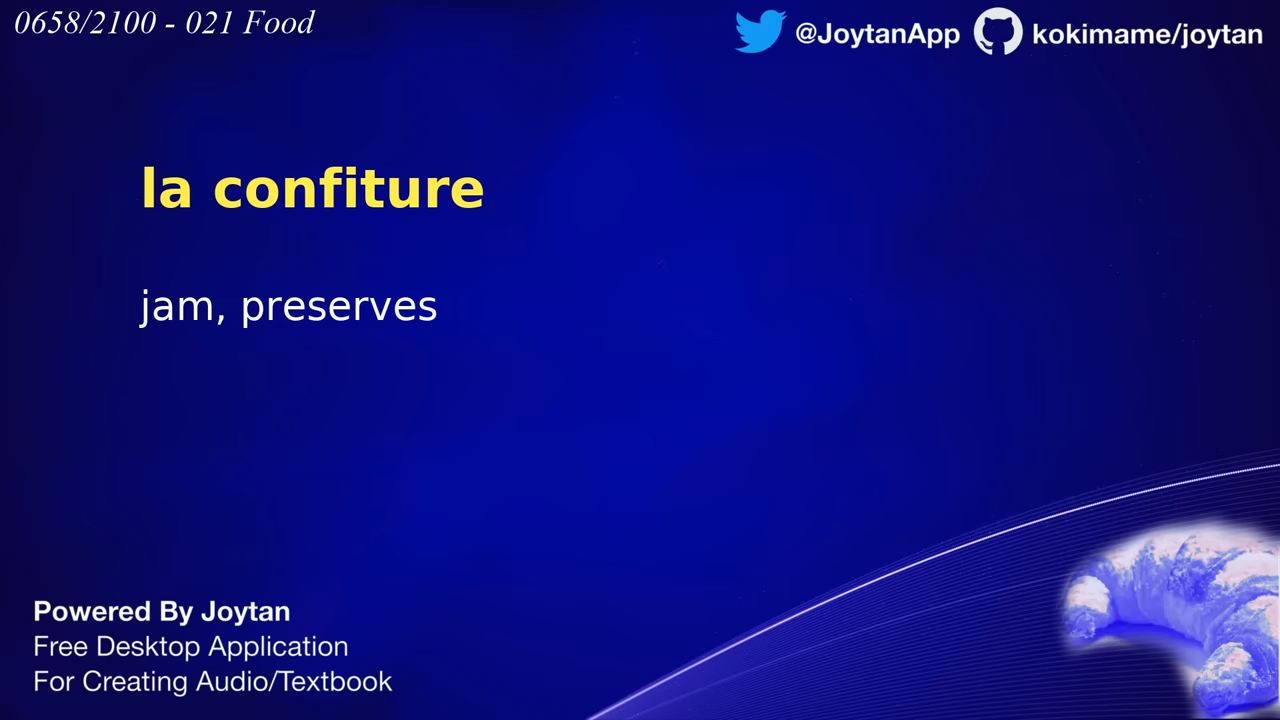 0658/2100 - 021 Food
@JoytanApp
kokimame/joytan
la confiture
jam, preserves
Powered By Joytan
Free Desktop Application
For Creating Audio/Textbook